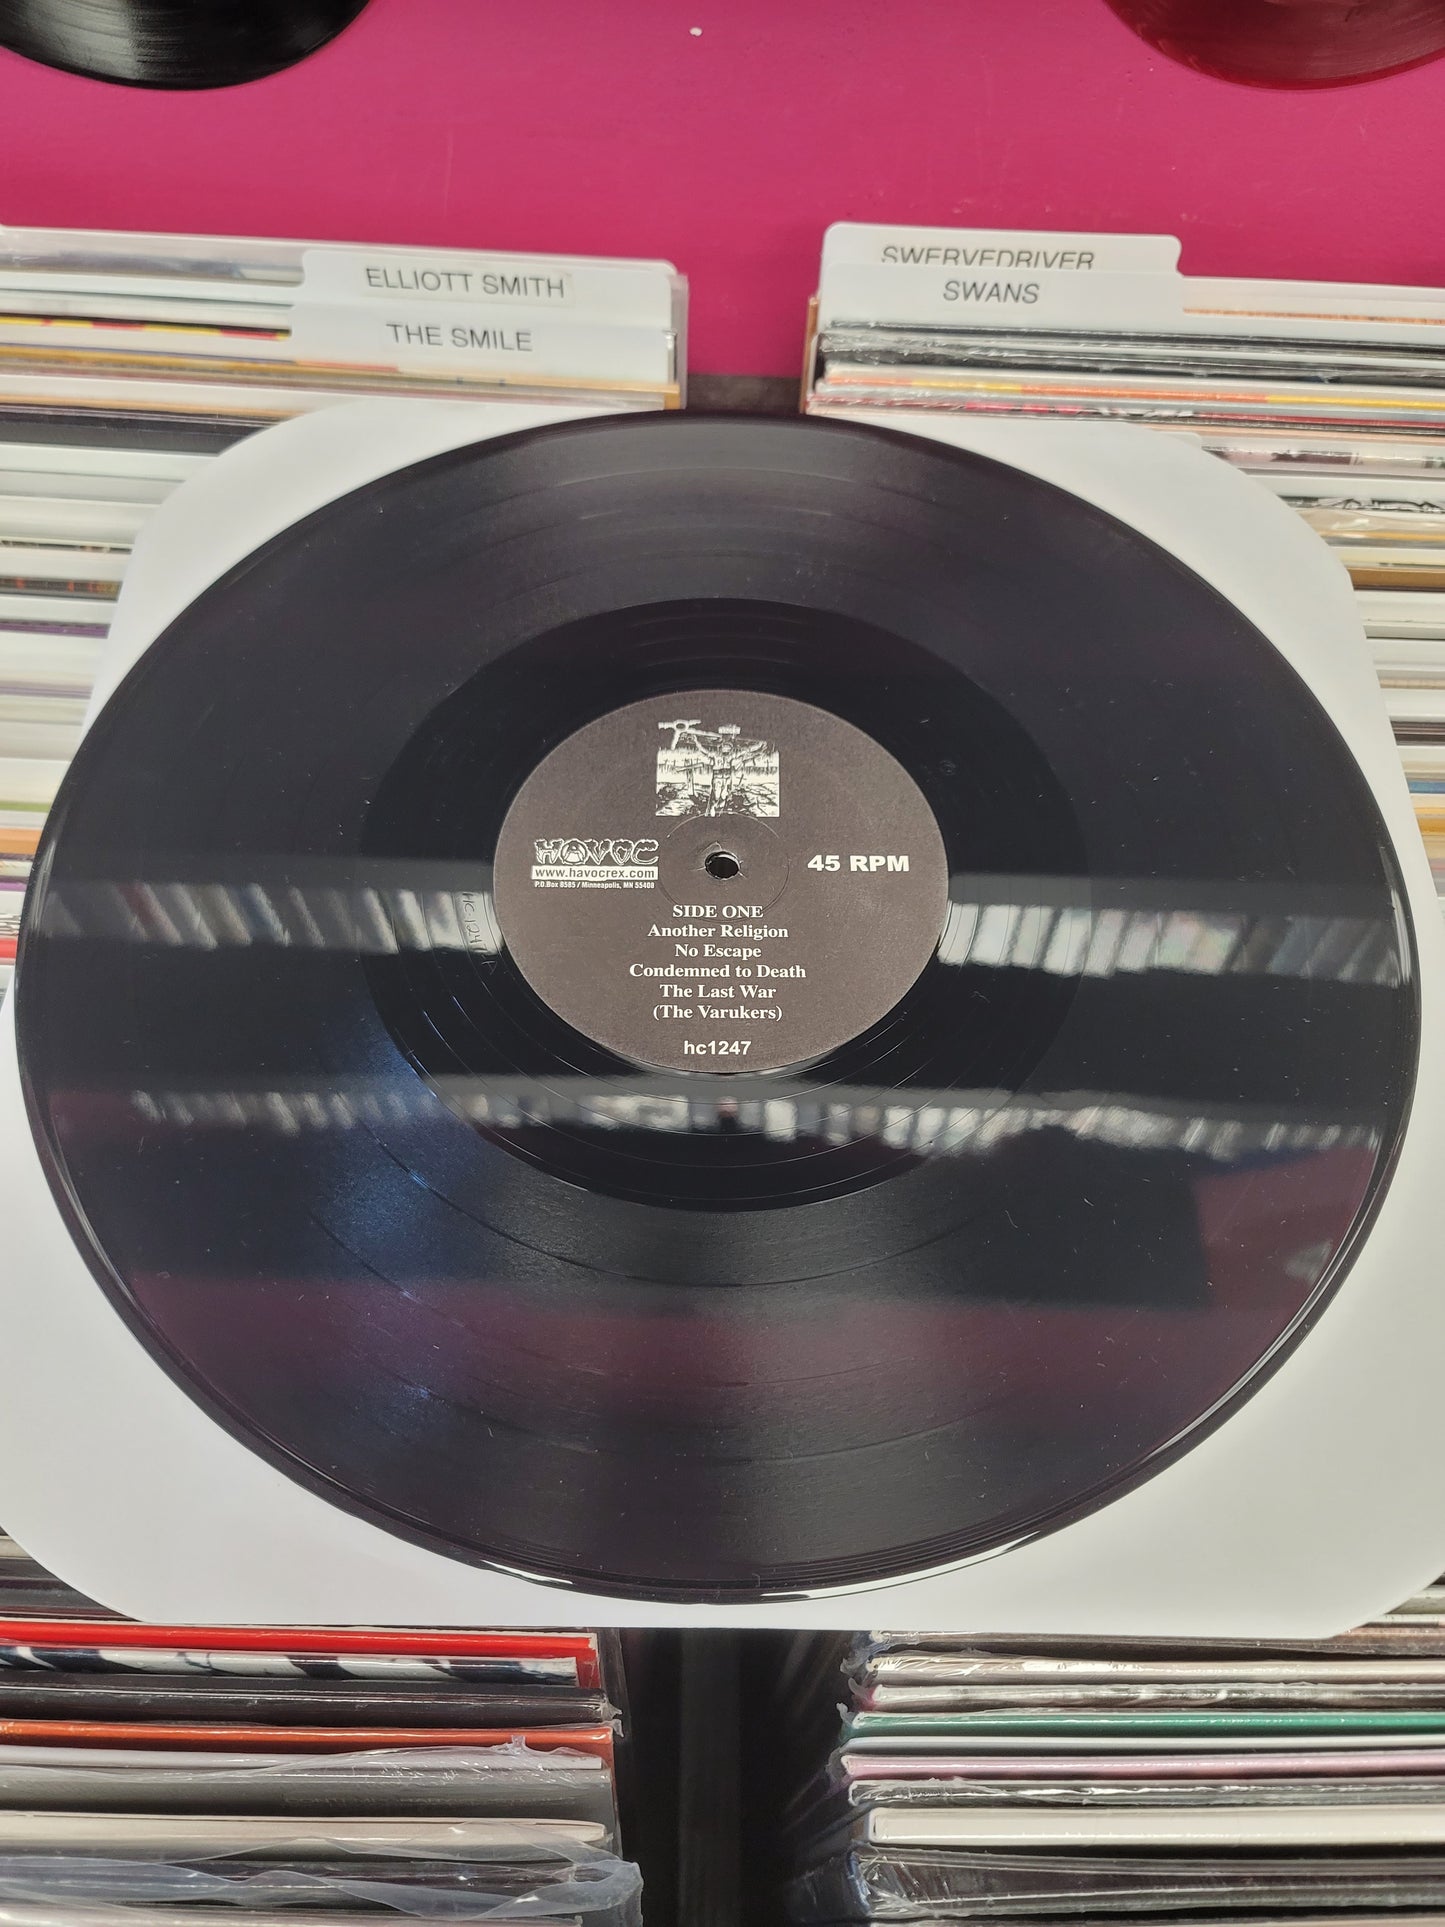 ELLIOTT SMITH
THE SMILE
SWERVEDRIVER
SWANS
HAVOC
www.havocrex.com
P.O.Box 8585 / Minneapolis, MN 55408
45 RPM
SIDE ONE
Another Religion
No Escape
Condemned to Death
The Last War
(The Varukers)
hc1247